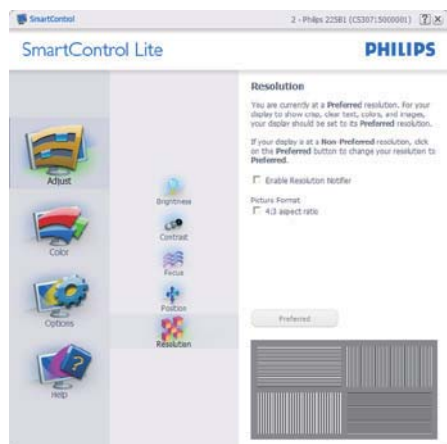 SmartControl
2 - Philips 225B1 (CS30715000001)
SmartControl Lite
PHILIPS
Adjust
Color
Options
Help
Brightness
Contrast
Focus
Position
Resolution
Resolution
You are currently at a Preferred resolution. For your
display to show crisp, clear text, colors, and images,
your display should be set to its Preferred resolution.
If your display is at a Non-Preferred resolution, click
on the Preferred button to change your resolution to
Preferred.
Enable Resolution Notifier
Picture Format
4:3 aspect ratio
Preferred